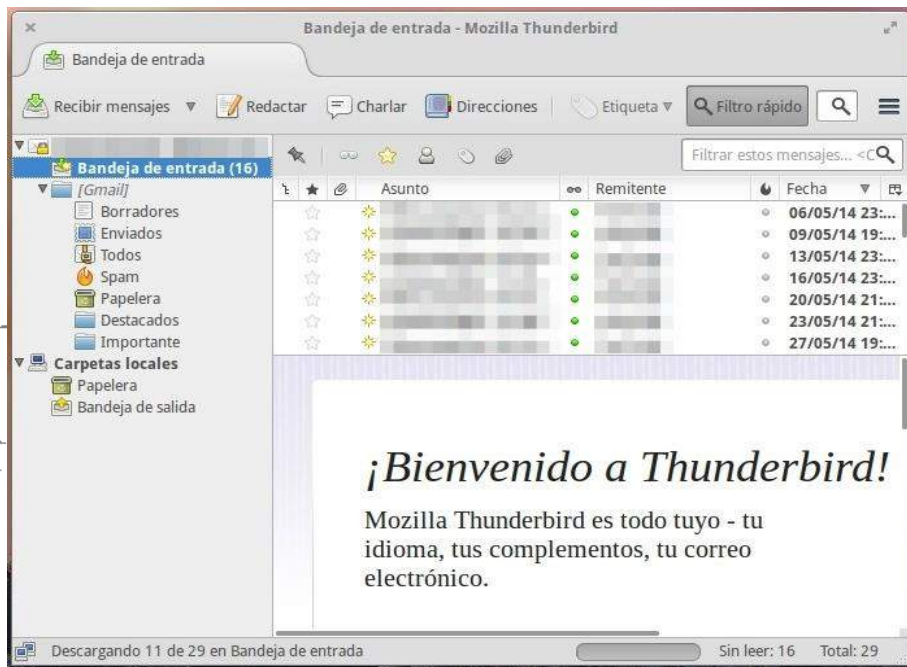 Bandeja de entrada - Mozilla Thunderbird
Bandeja de entrada
Recibir mensajes Redactar Charlar Direcciones Etiqueta Filtro rápido
Filtrar estos mensajes... <C
Bandeja de entrada (16)
[Gmail]
Borradores
Enviados
Todos
Spam
Papelera
Destacados
Importante
Carpetas locales
Papelera
Bandeja de salida
Asunto Remitente Fecha
06/05/14 23:...
09/05/14 19:...
13/05/14 23:...
16/05/14 23:...
20/05/14 21:...
23/05/14 21:...
27/05/14 19:...
¡Bienvenido a Thunderbird!
Mozilla Thunderbird es todo tuyo - tu
idioma, tus complementos, tu correo
electrónico.
Descargando 11 de 29 en Bandeja de entrada Sin leer: 16 Total: 29